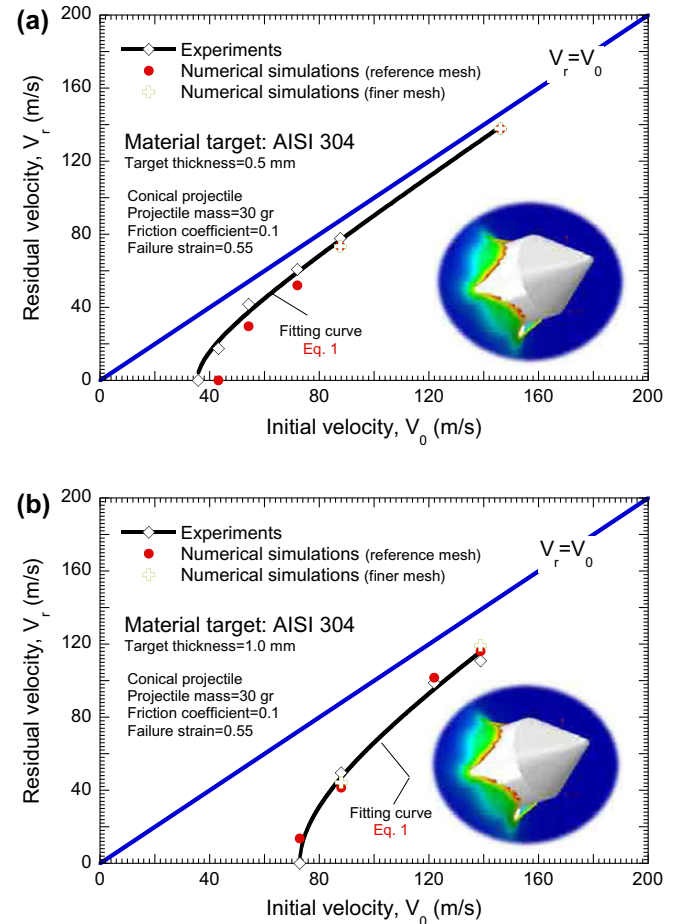 (a)
200
160
120
80
40
0
Residual velocity, V_r (m/s)
Experiments
Numerical simulations (reference mesh)
Numerical simulations (finer mesh)
V_r=V_0
Material target: AISI 304
Target thickness=0.5 mm
Conical projectile
Projectile mass=30 gr
Friction coefficient=0.1
Failure strain=0.55
Fitting curve
Eq. 1
0 40 80 120 160 200
Initial velocity, V_0 (m/s)
(b)
200
160
120
80
40
0
Residual velocity, V_r (m/s)
Experiments
Numerical simulations (reference mesh)
Numerical simulations (finer mesh)
V_r=V_0
Material target: AISI 304
Target thickness=1.0 mm
Conical projectile
Projectile mass=30 gr
Friction coefficient=0.1
Failure strain=0.55
Fitting curve
Eq. 1
0 40 80 120 160 200
Initial velocity, V_0 (m/s)